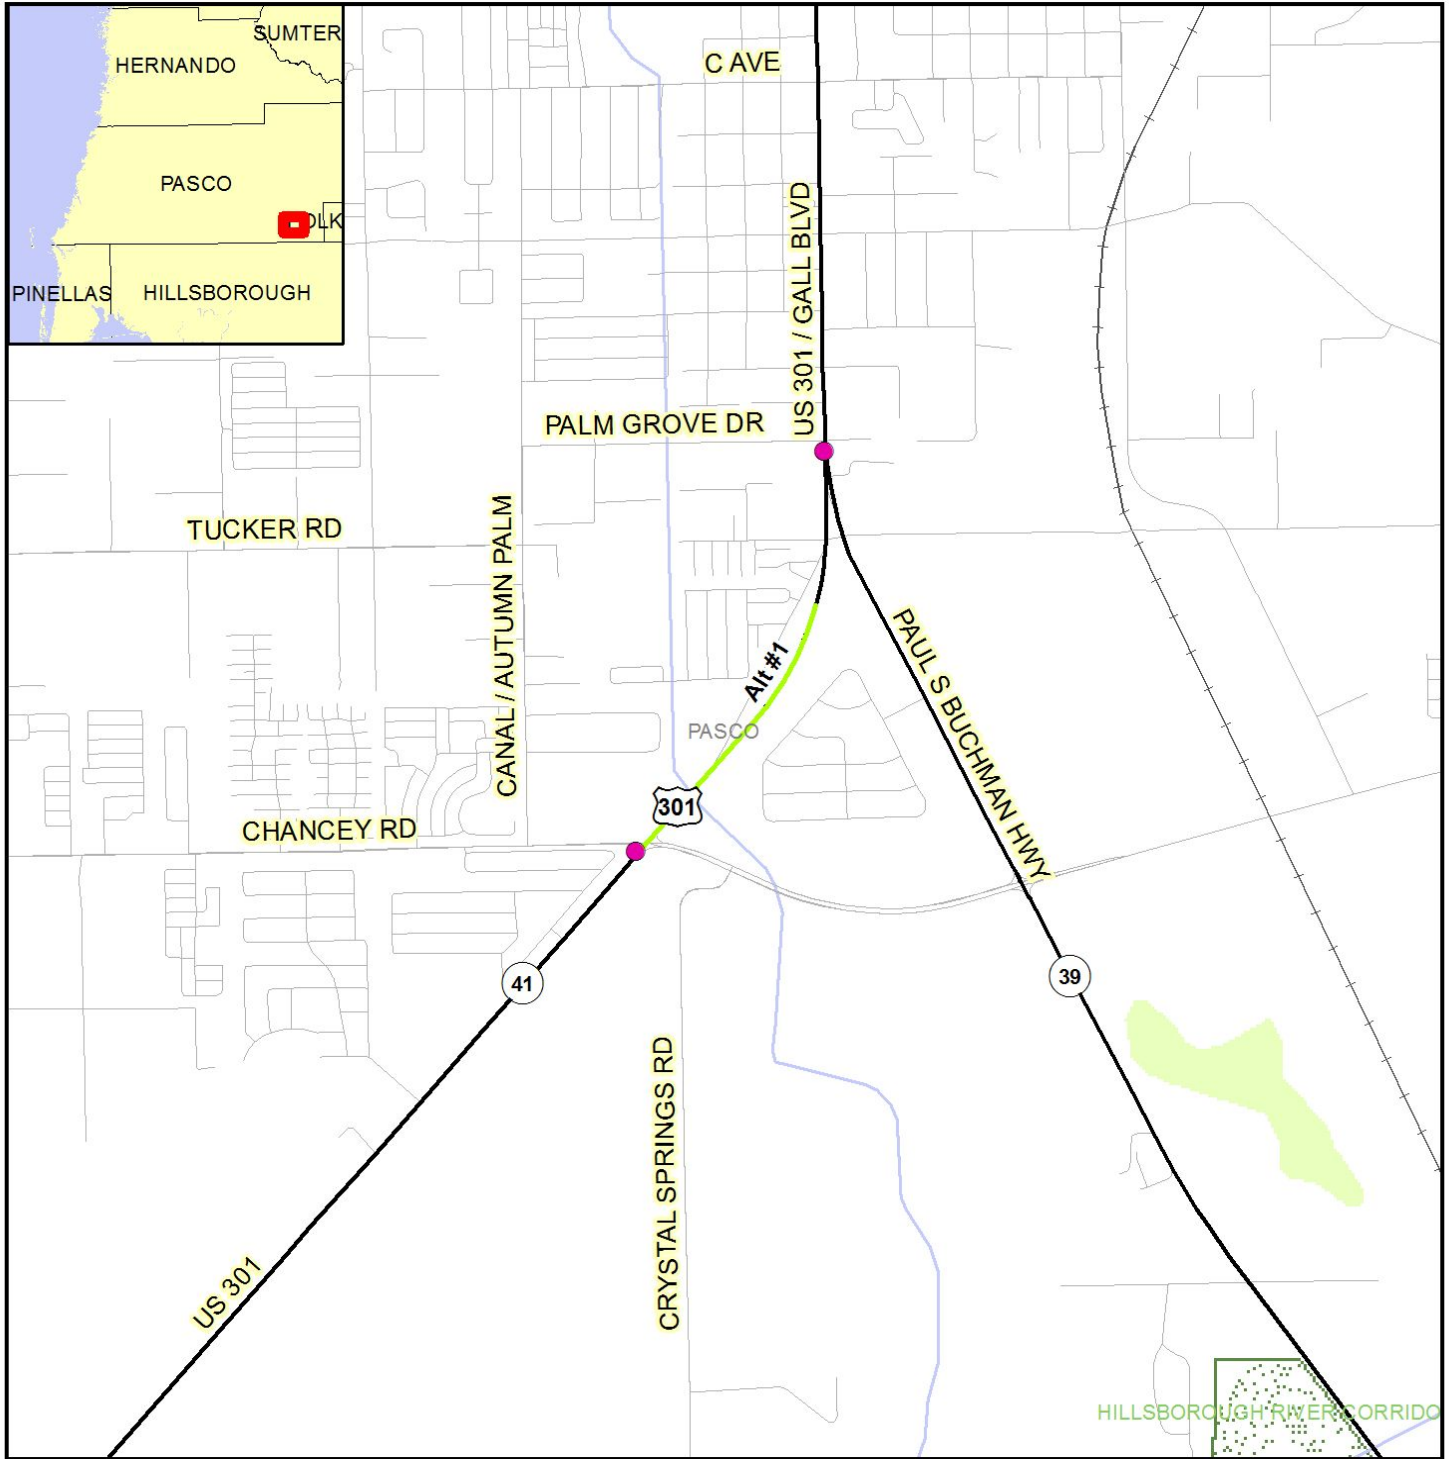 SUMTER
HERNANDO
PASCO
OLK
PINELLAS
HILLSBOROUGH
C AVE
US 301 / GALL BLVD
PALM GROVE DR
TUCKER RD
CANAL / AUTUMN PALM
PAUL S BUCHMAN HWY
Alt #1
PASCO
301
CHANCEY RD
41
39
CRYSTAL SPRINGS RD
US 301
HILLSBOROUGH RIVER CORRIDO